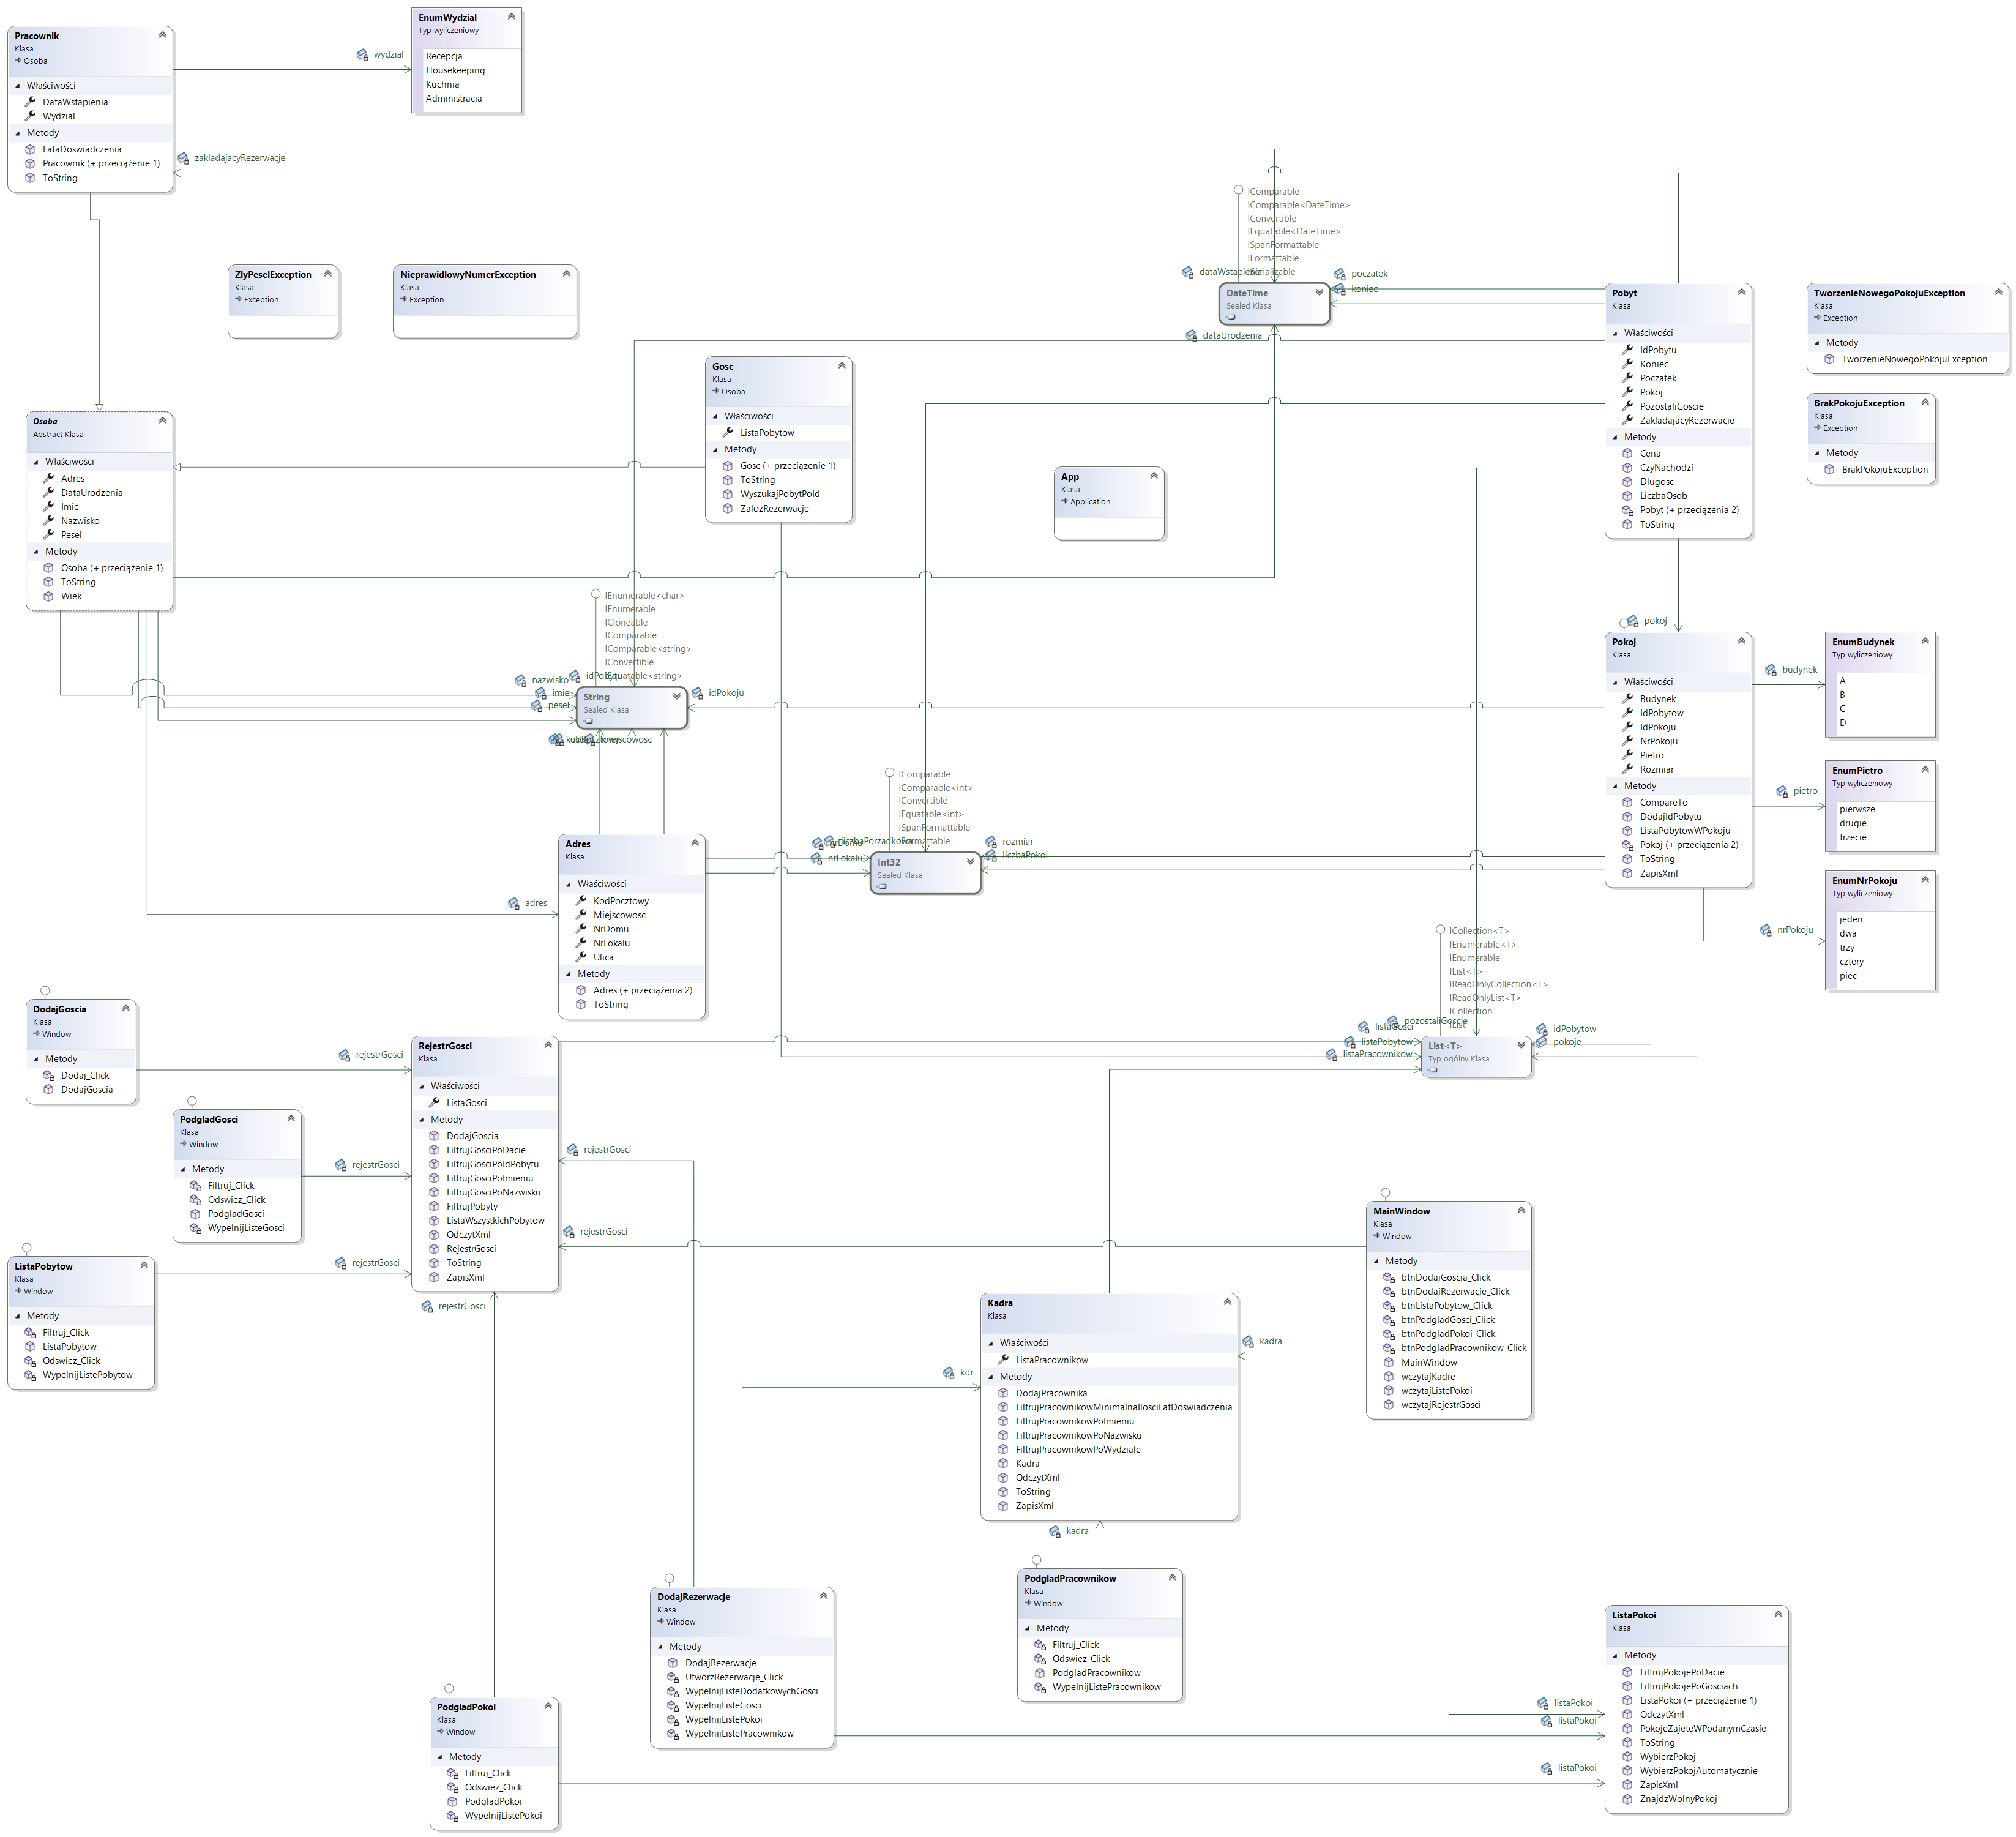 Pracownik
Klasa
Osoba
Właściwości
DataWstapienia
Wydzial
Metody
LataDoswiadczenia
Pracownik (+ przeciążenie 1)
ToString
wydzial
EnumWydzial
Typ wyliczeniowy
Recepcja
Housekeeping
Kuchnia
Administracja
zakladajacyRezerwacje
ZlyPeselException
Klasa
Exception
NieprawidlowyNumerException
Klasa
Exception
IComparable
IComparable<DateTime>
IConvertible
IEquatable<DateTime>
ISpanFormattable
IFormattable
ISerializable
dataWstapienia
poczatek
koniec
DateTime
Sealed Klasa
dataUrodzenia
Pobyt
Klasa
Właściwości
IdPobytu
Koniec
Poczatek
Pokoj
PozostaliGoscie
ZakladajacyRezerwacje
Metody
Cena
CzyNachodzi
Dlugosc
LiczbaOsob
Pobyt (+ przeciążenia 2)
ToString
TworzenieNowegoPokojuException
Klasa
Exception
Metody
TworzenieNowegoPokojuException
BrakPokojuException
Klasa
Exception
Metody
BrakPokojuException
Gosc
Klasa
Osoba
Właściwości
ListaPobytow
Metody
Gosc (+ przeciążenie 1)
ToString
WyszukajPobytPoId
ZalozRezerwacje
Osoba
Abstract Klasa
Właściwości
Adres
DataUrodzenia
Imie
Nazwisko
Pesel
Metody
Osoba (+ przeciążenie 1)
ToString
Wiek
App
Klasa
Application
IEnumerable<char>
IEnumerable
ICloneable
IComparable
IComparable<string>
IConvertible
IEquatable<string>
nazwisko
idPobytu
imie
pesel
idPokoju
String
Sealed Klasa
miejscowosc
pokoj
Pokoj
Klasa
Właściwości
Budynek
IdPobytow
IdPokoju
NrPokoju
Pietro
Rozmiar
Metody
CompareTo
DodajIdPobytu
ListaPobytowWPokoju
Pokoj (+ przeciążenia 2)
ToString
ZapisXml
budynek
EnumBudynek
Typ wyliczeniowy
A
B
C
D
pietro
EnumPietro
Typ wyliczeniowy
pierwsze
drugie
trzecie
nrPokoju
EnumNrPokoju
Typ wyliczeniowy
jeden
dwa
trzy
cztery
piec
IComparable
IComparable<int>
IConvertible
IEquatable<int>
ISpanFormattable
IFormattable
nrDomu
liczbaPorzadkowa
nrLokalu
rozmiar
liczbaPokoi
Int32
Sealed Klasa
adres
Adres
Klasa
Właściwości
KodPocztowy
Miejscowosc
NrDomu
NrLokalu
Ulica
Metody
Adres (+ przeciążenia 2)
ToString
ICollection<T>
IEnumerable<T>
IEnumerable
IList<T>
IReadOnlyCollection<T>
IReadOnlyList<T>
ICollection
IList
listaGosci
pozostaliGoscie
listaPobytow
listaPracownikow
idPobytow
pokoje
List<T>
Typ ogólny Klasa
DodajGoscia
Klasa
Window
Metody
Dodaj_Click
DodajGoscia
rejestrGosci
PodgladGosci
Klasa
Window
Metody
Filtruj_Click
Odswiez_Click
PodgladGosci
WypelnijListeGosci
rejestrGosci
ListaPobytow
Klasa
Window
Metody
Filtruj_Click
ListaPobytow
Odswiez_Click
WypelnijListePobytow
rejestrGosci
RejestrGosci
Klasa
Właściwości
ListaGosci
Metody
DodajGoscia
FiltrujGosciPoDacie
FiltrujGosciPoIdPobytu
FiltrujGosciPoImieniu
FiltrujGosciPoNazwisku
FiltrujPobyty
ListaWszystkichPobytow
OdczytXml
RejestrGosci
ToString
ZapisXml
rejestrGosci
rejestrGosci
rejestrGosci
MainWindow
Klasa
Window
Metody
btnDodajGoscia_Click
btnDodajRezerwacje_Click
btnListaPobytow_Click
btnPodgladGosci_Click
btnPodgladPokoi_Click
btnPodgladPracownikow_Click
MainWindow
wczytajKadre
wczytajListePokoi
wczytajRejestrGosci
kadra
kdr
Kadra
Klasa
Właściwości
ListaPracownikow
Metody
DodajPracownika
FiltrujPracownikowMinimalnaIlosciLatDoswiadczenia
FiltrujPracownikowPoImieniu
FiltrujPracownikowPoNazwisku
FiltrujPracownikowPoWydziale
Kadra
OdczytXml
ToString
ZapisXml
kadra
PodgladPracownikow
Klasa
Window
Metody
Filtruj_Click
Odswiez_Click
PodgladPracownikow
WypelnijListePracownikow
DodajRezerwacje
Klasa
Window
Metody
DodajRezerwacje
UtworzRezerwacje_Click
WypelnijListeDodatkowychGosci
WypelnijListeGosci
WypelnijListePokoi
WypelnijListePracownikow
PodgladPokoi
Klasa
Window
Metody
Filtruj_Click
Odswiez_Click
PodgladPokoi
WypelnijListePokoi
listaPokoi
listaPokoi
listaPokoi
ListaPokoi
Klasa
Metody
FiltrujPokojePoDacie
FiltrujPokojePoGosciach
ListaPokoi (+ przeciążenie 1)
OdczytXml
PokojeZajeteWPodanymCzasie
ToString
WybierzPokoj
WybierzPokojAutomatycznie
ZapisXml
ZnajdzWolnyPokoj